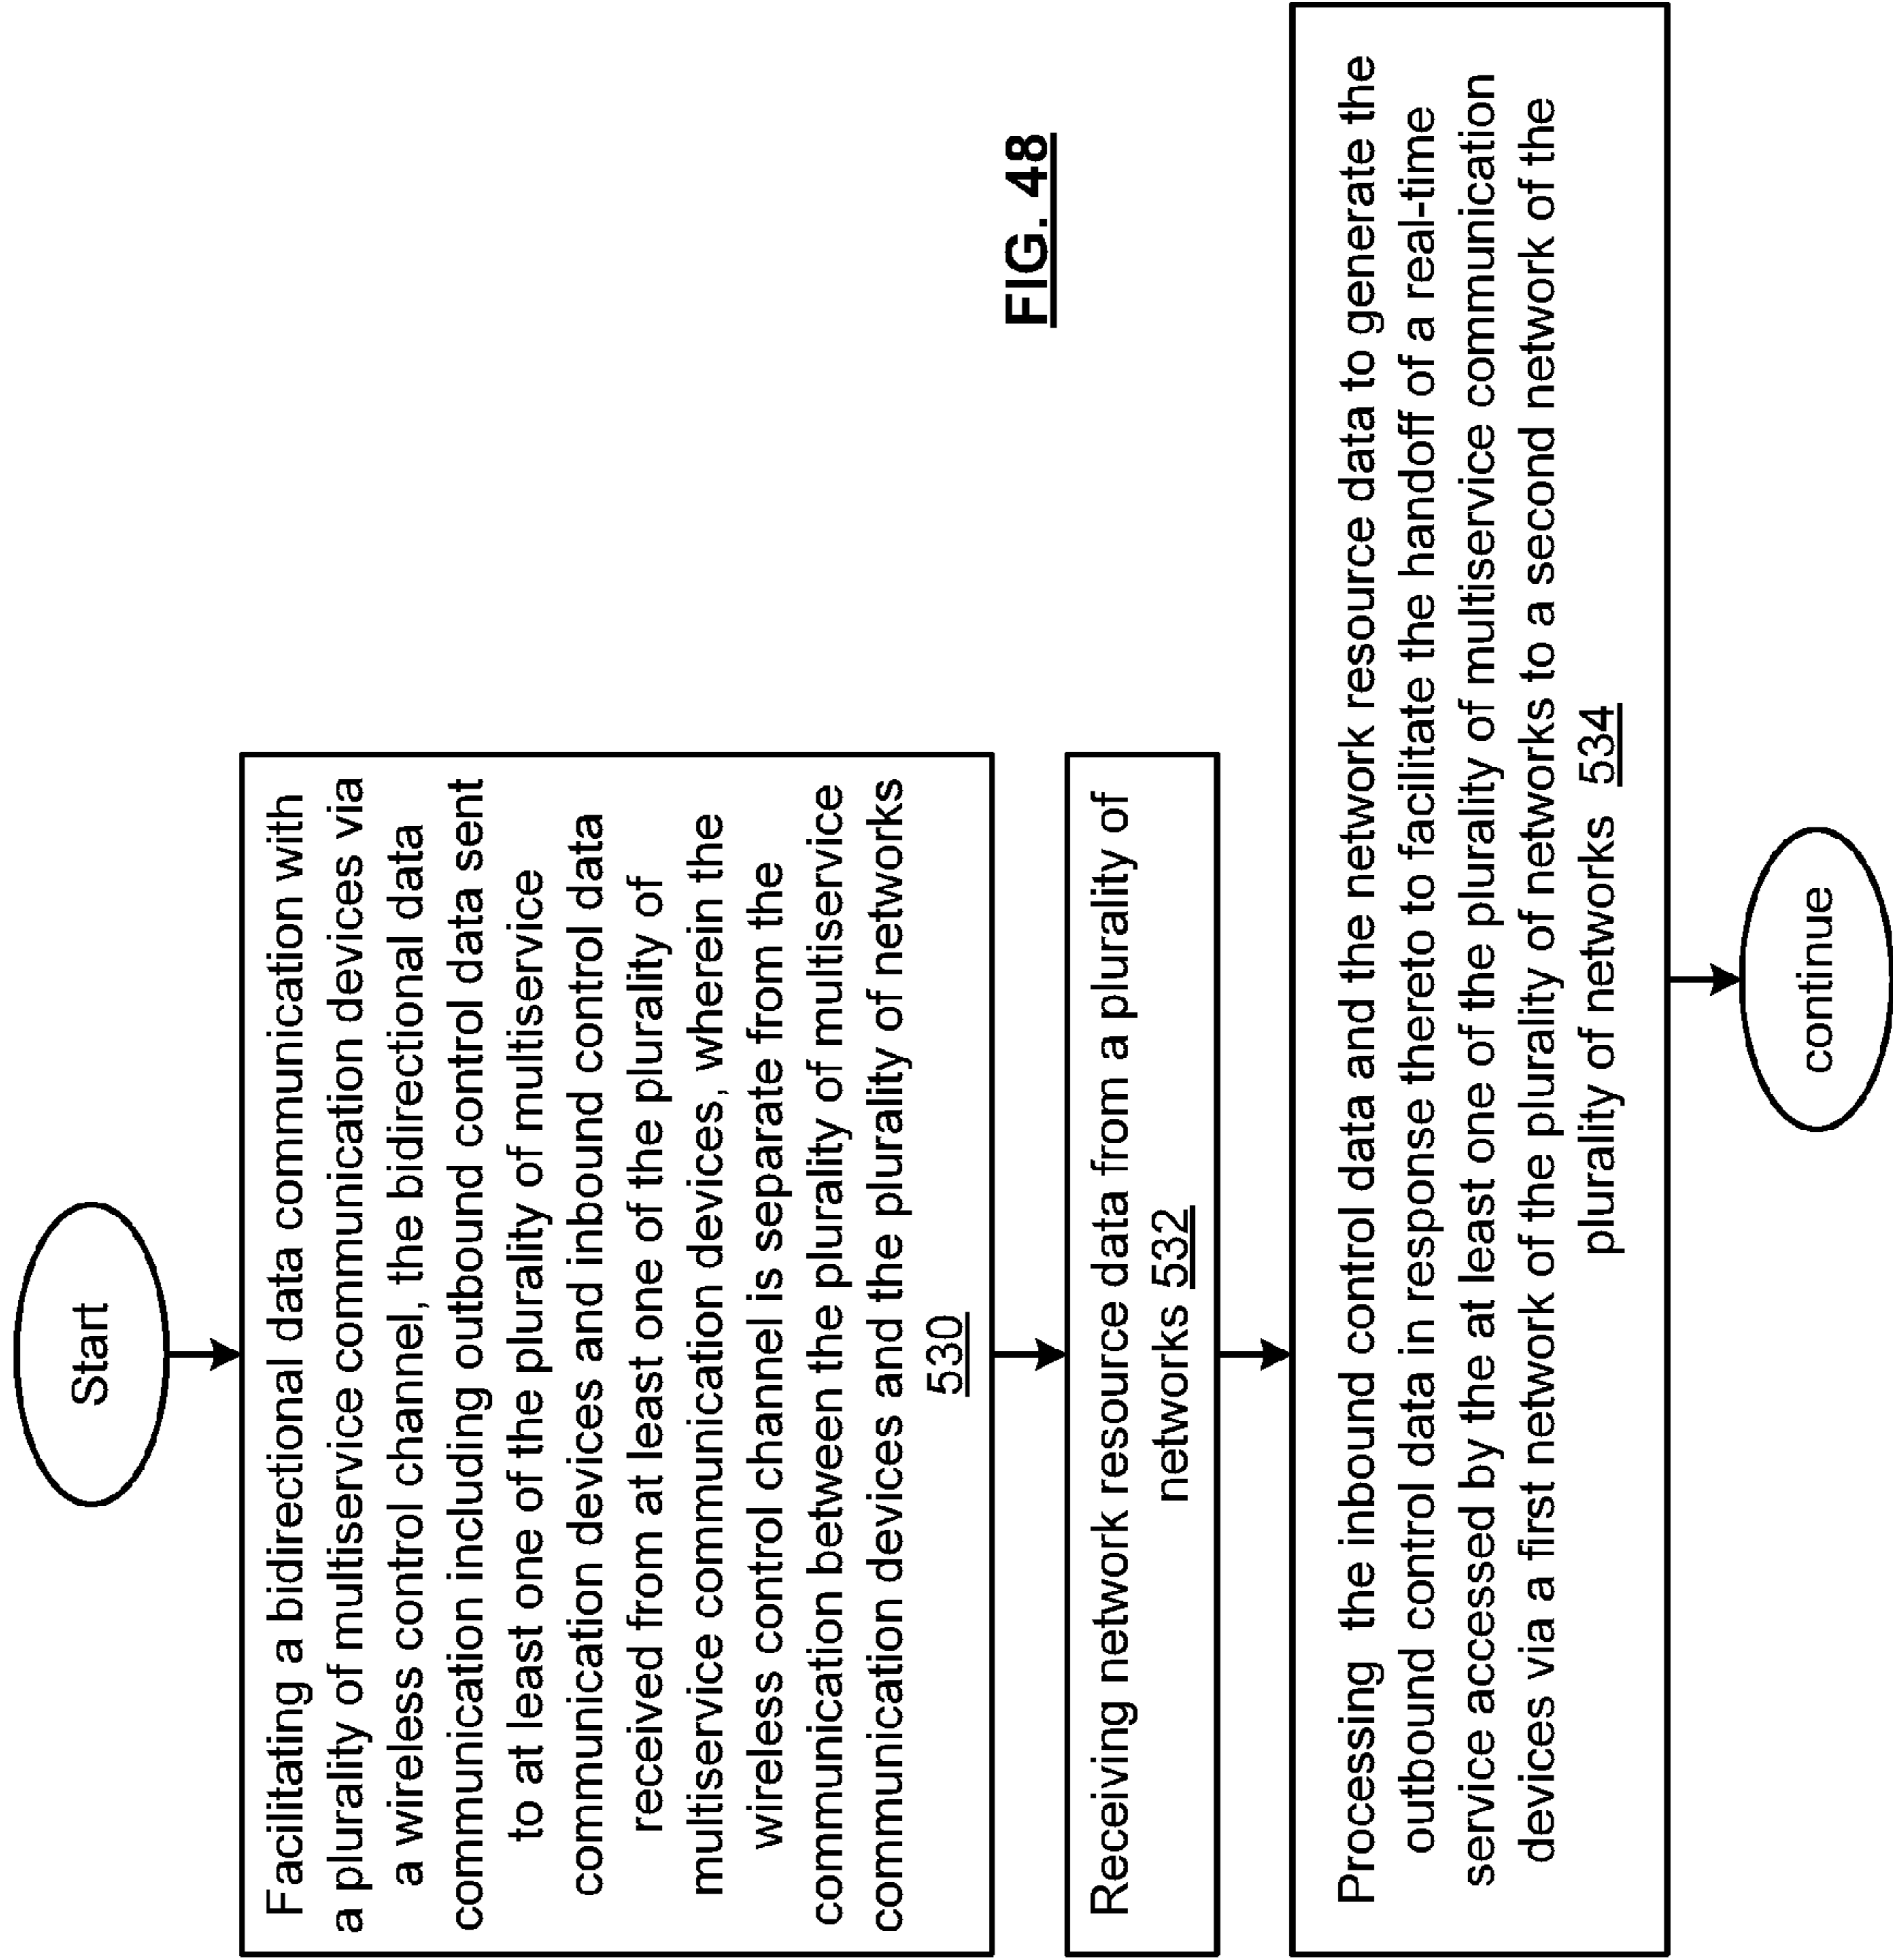 Start
Facilitating a bidirectional data communication with
a plurality of multiservice communication devices via
a wireless control channel, the bidirectional data
communication including outbound control data sent
to at least one of the plurality of multiservice
communication devices and inbound control data
received from at least one of the plurality of
multiservice communication devices, wherein the
wireless control channel is separate from the
communication between the plurality of multiservice
communication devices and the plurality of networks
530
Receiving network resource data from a plurality of
networks 532
Processing the inbound control data and the network resource data to generate the
outbound control data in response thereto to facilitate the handoff of a real-time
service accessed by the at least one of the plurality of multiservice communication
devices via a first network of the plurality of networks to a second network of the
plurality of networks 534
continue
FIG. 48